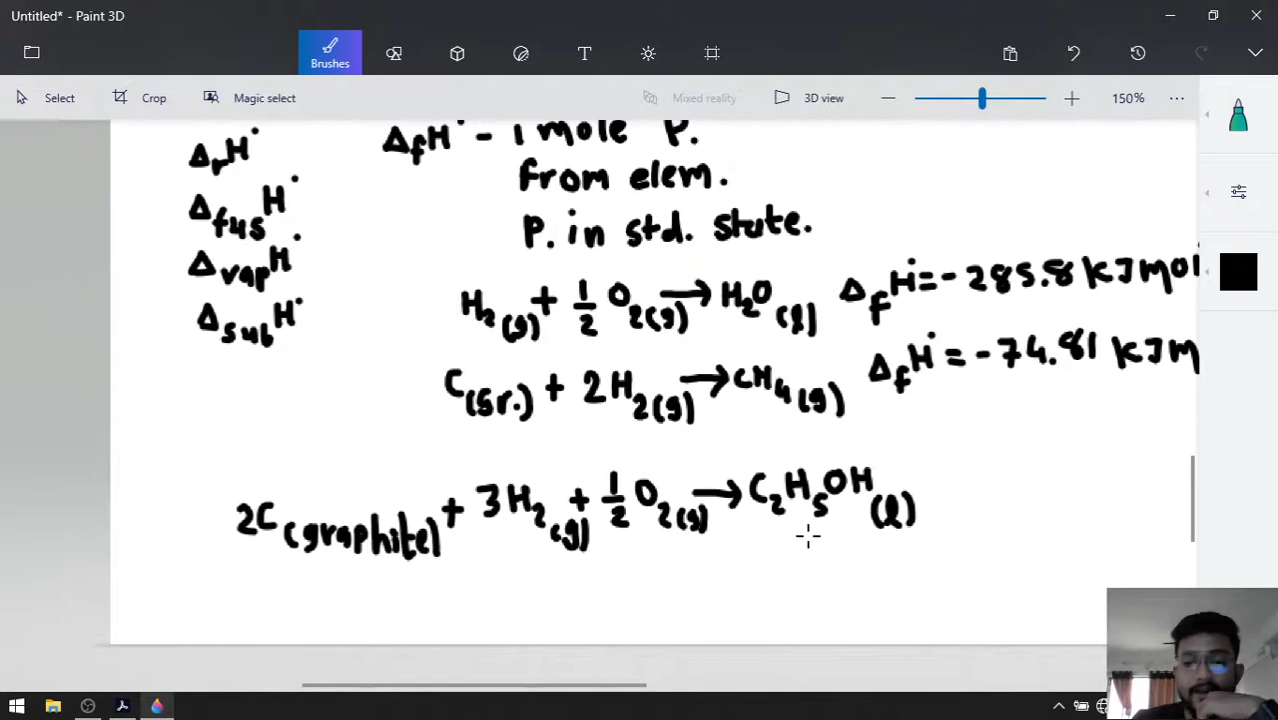 Untitled* - Paint 3D
Brushes
Select
Crop
Magic select
Mixed reality
3D view
150%
ΔrH° ΔfH° - 1 mole P.
from elem.
P. in std. state.
ΔfusH°
ΔvapH°
ΔsubH°
H₂(g) + 1/2 O₂(g) → H₂O(l) ΔfH° = -285.8 kJ mol
C(gr.) + 2H₂(g) → CH₄(g) ΔfH° = -74.81 kJ m
2C(graphite) + 3H₂(g) + 1/2 O₂(g) → C₂H₅OH(l)